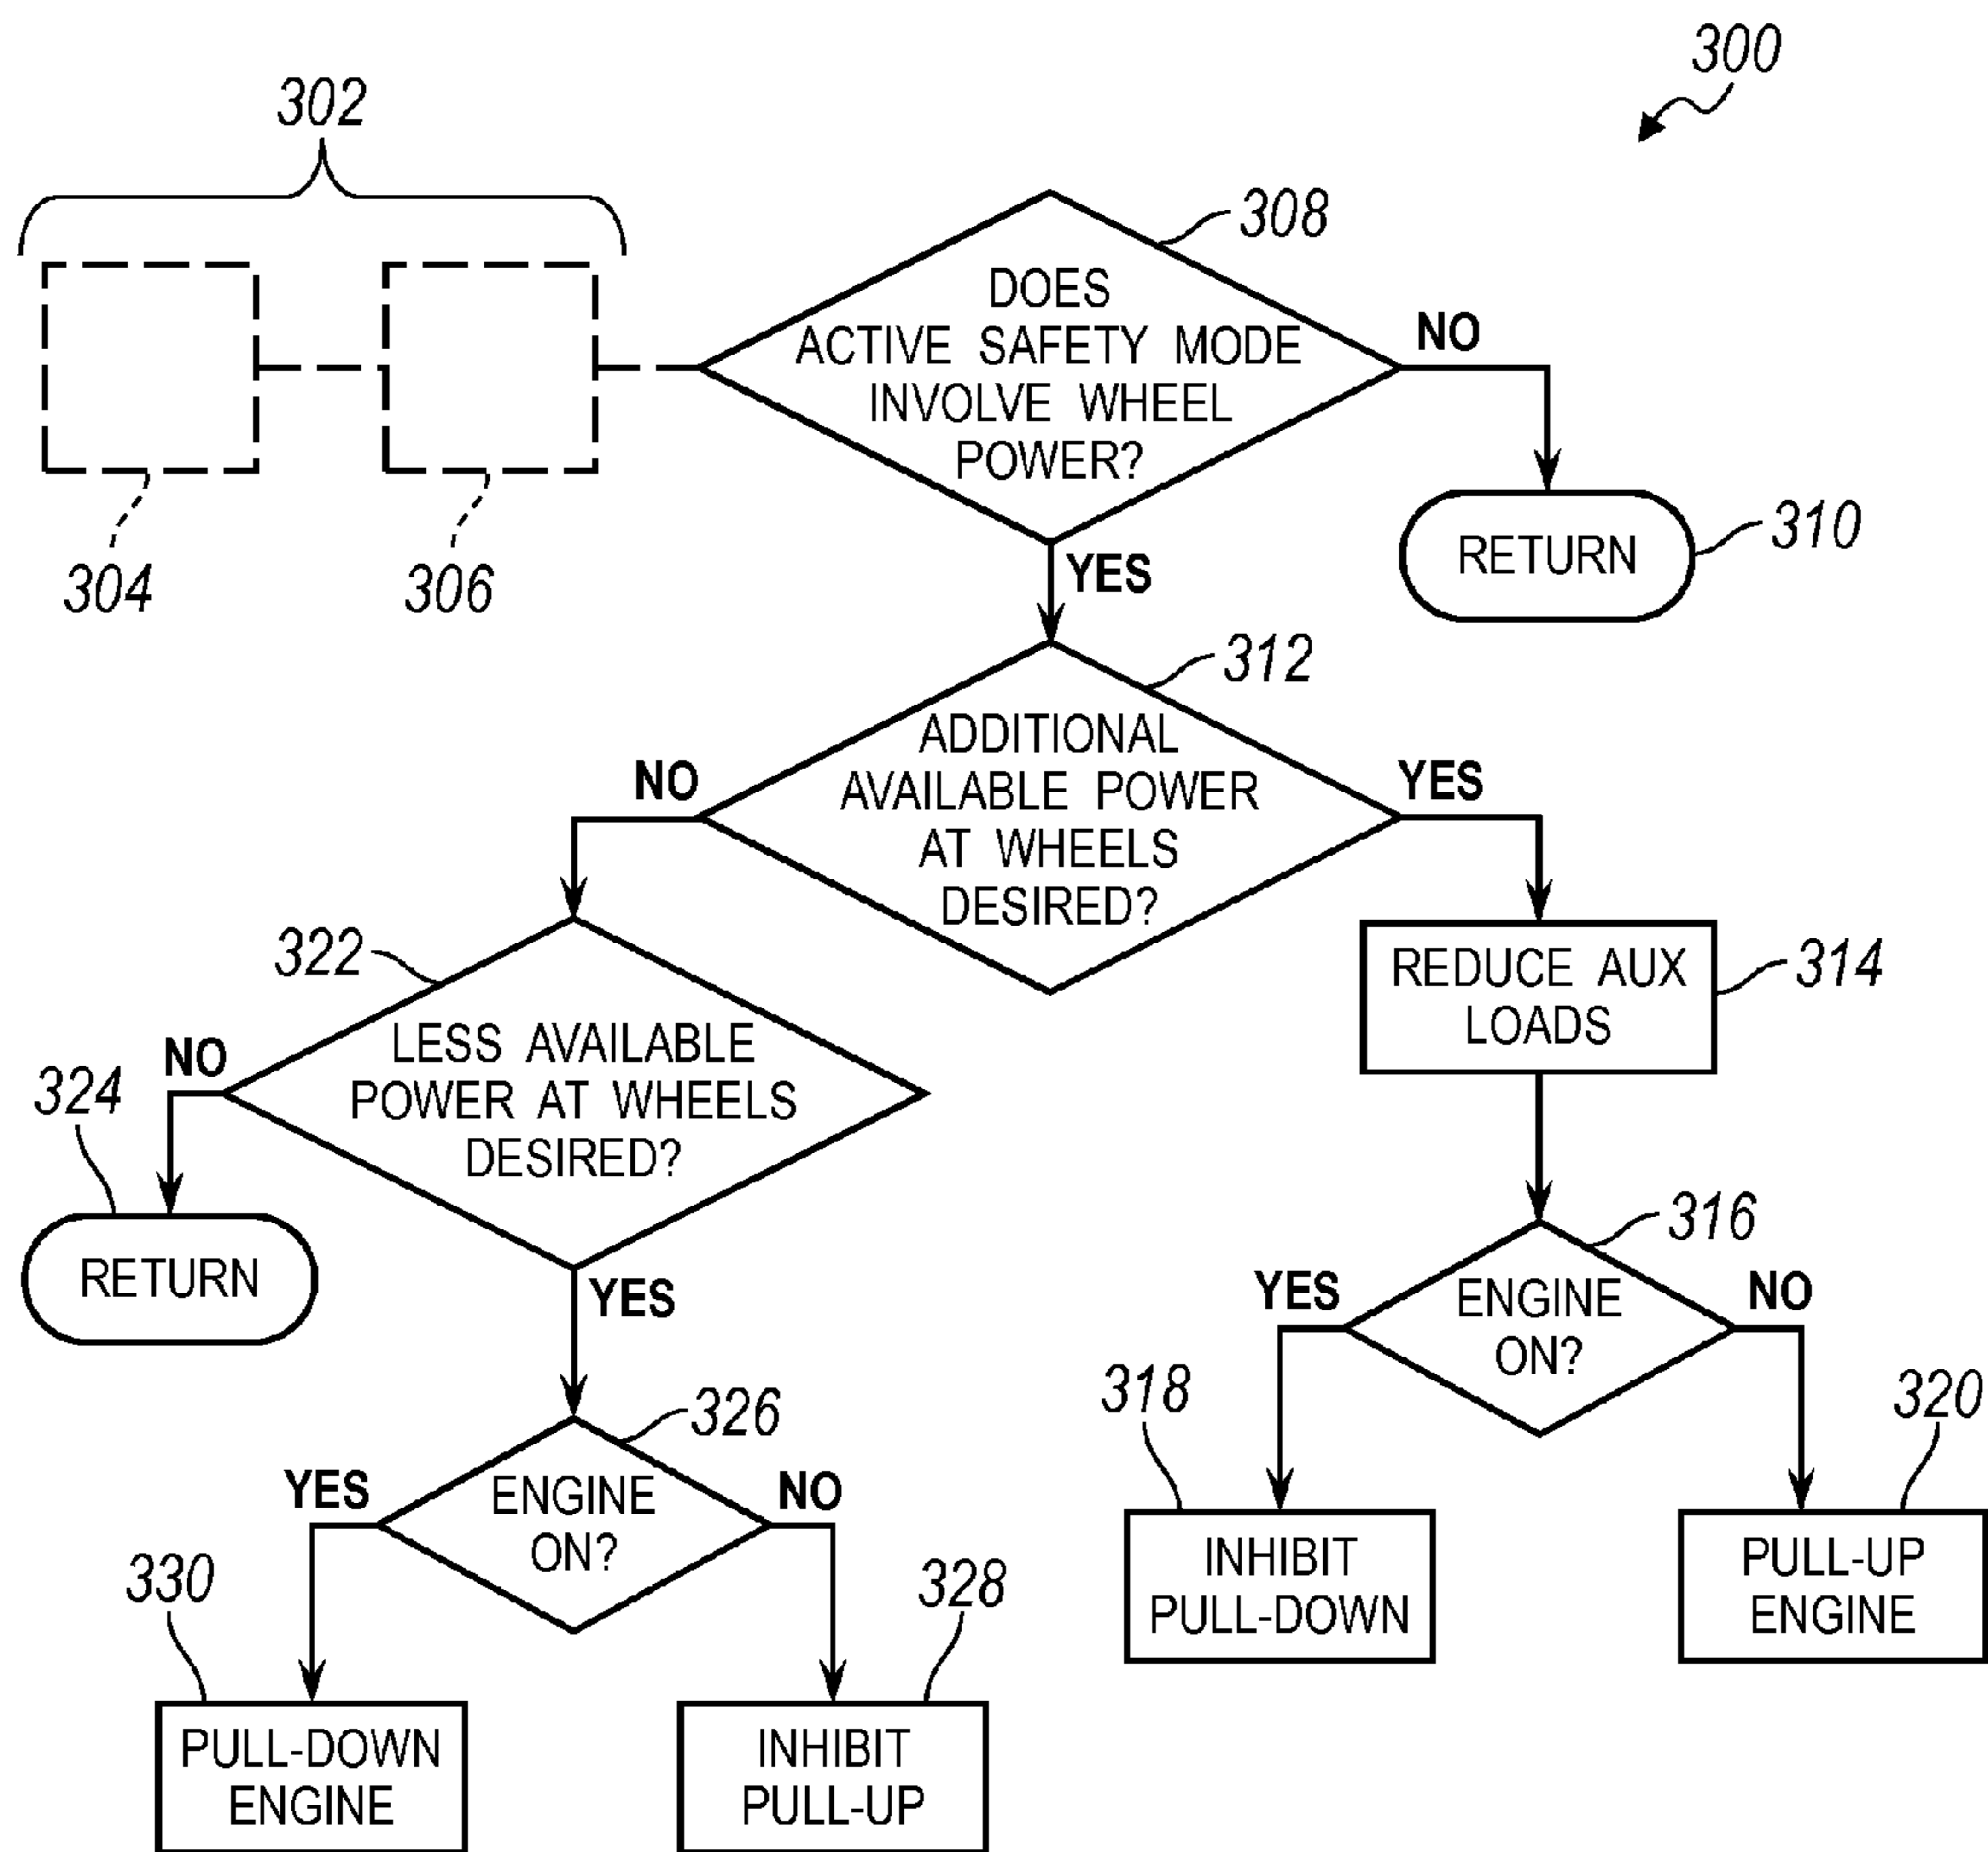 300
302
304
306
308
DOES
ACTIVE SAFETY MODE
INVOLVE WHEEL
POWER?
NO
RETURN
310
YES
312
ADDITIONAL
AVAILABLE POWER
AT WHEELS
DESIRED?
NO
YES
REDUCE AUX
LOADS
314
322
LESS AVAILABLE
POWER AT WHEELS
DESIRED?
NO
324
RETURN
YES
316
ENGINE
ON?
YES
NO
318
320
INHIBIT
PULL-DOWN
PULL-UP
ENGINE
326
ENGINE
ON?
YES
NO
330
328
PULL-DOWN
ENGINE
INHIBIT
PULL-UP